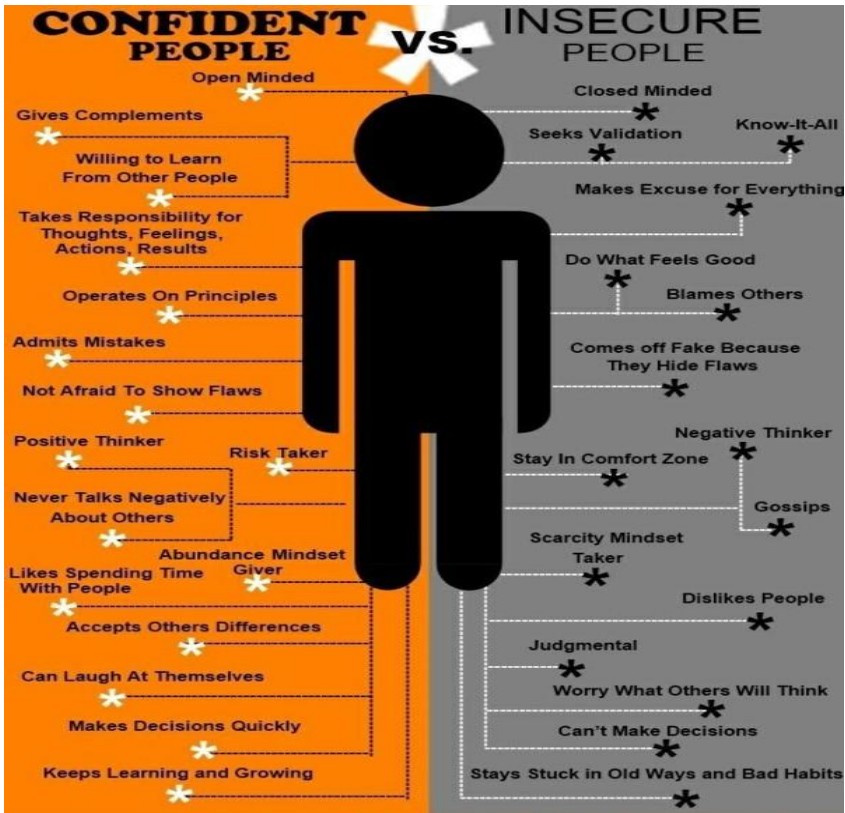 CONFIDENT
PEOPLE
vs.
INSECURE
PEOPLE
Open Minded
Gives Complements
Willing to Learn
From Other People
Takes Responsibility for
Thoughts, Feelings,
Actions, Results
Operates On Principles
Admits Mistakes
Not Afraid To Show Flaws
Positive Thinker
Risk Taker
Never Talks Negatively
About Others
Abundance Mindset
Giver
Likes Spending Time
With People
Accepts Others Differences
Can Laugh At Themselves
Makes Decisions Quickly
Keeps Learning and Growing
Closed Minded
Seeks Validation
Know-It-All
Makes Excuse for Everything
Do What Feels Good
Blames Others
Comes off Fake Because
They Hide Flaws
Negative Thinker
Stay In Comfort Zone
Gossips
Scarcity Mindset
Taker
Dislikes People
Judgmental
Worry What Others Will Think
Can't Make Decisions
Stays Stuck in Old Ways and Bad Habits